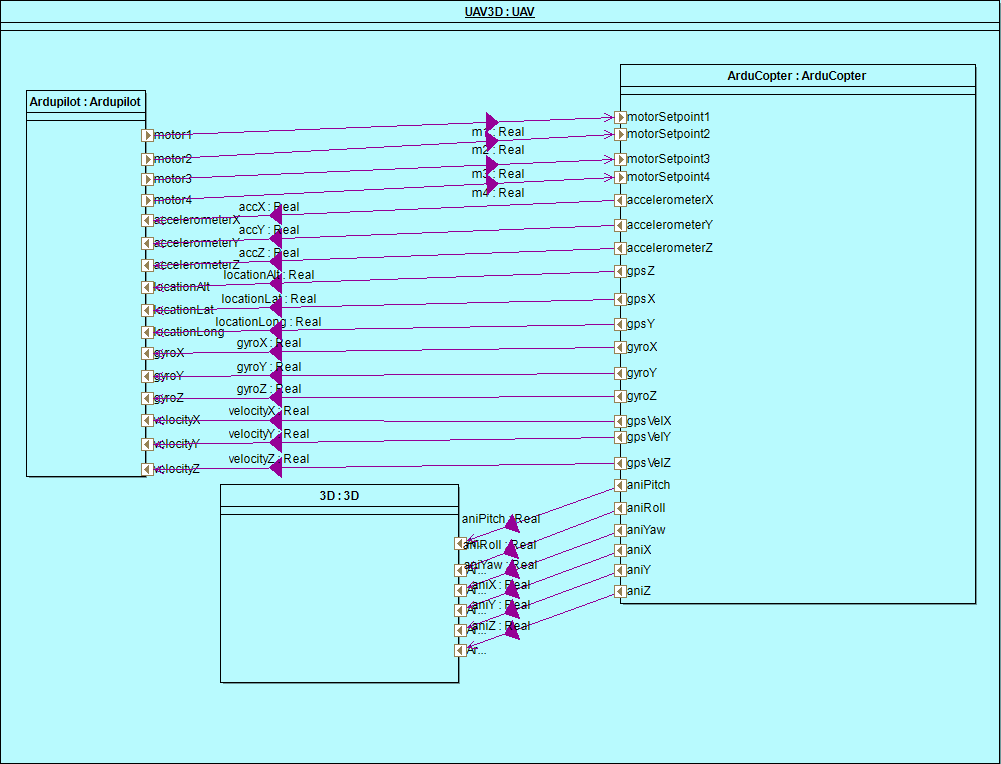 UAV3D : UAV
Ardupilot : Ardupilot
motor1
motor2
motor3
motor4
accelerometerX
accelerometerY
accelerometerZ
locationAlt
locationLat
locationLong
gyroX
gyroY
gyroZ
velocityX
velocityY
velocityZ
m1 : Real
m2 : Real
m3 : Real
m4 : Real
accX : Real
accY : Real
accZ : Real
locationAlt : Real
locationLat : Real
locationLong : Real
gyroX : Real
gyroY : Real
gyroZ : Real
velocityX : Real
velocityY : Real
velocityZ : Real
ArduCopter : ArduCopter
motorSetpoint1
motorSetpoint2
motorSetpoint3
motorSetpoint4
accelerometerX
accelerometerY
accelerometerZ
gpsZ
gpsX
gpsY
gyroX
gyroY
gyroZ
gpsVelX
gpsVelY
gpsVelZ
aniPitch
aniRoll
aniYaw
aniX
aniY
aniZ
3D : 3D
aniPitch : Real
aniRoll : Real
aniYaw : Real
aniX : Real
aniY : Real
aniZ : Real
Ar...